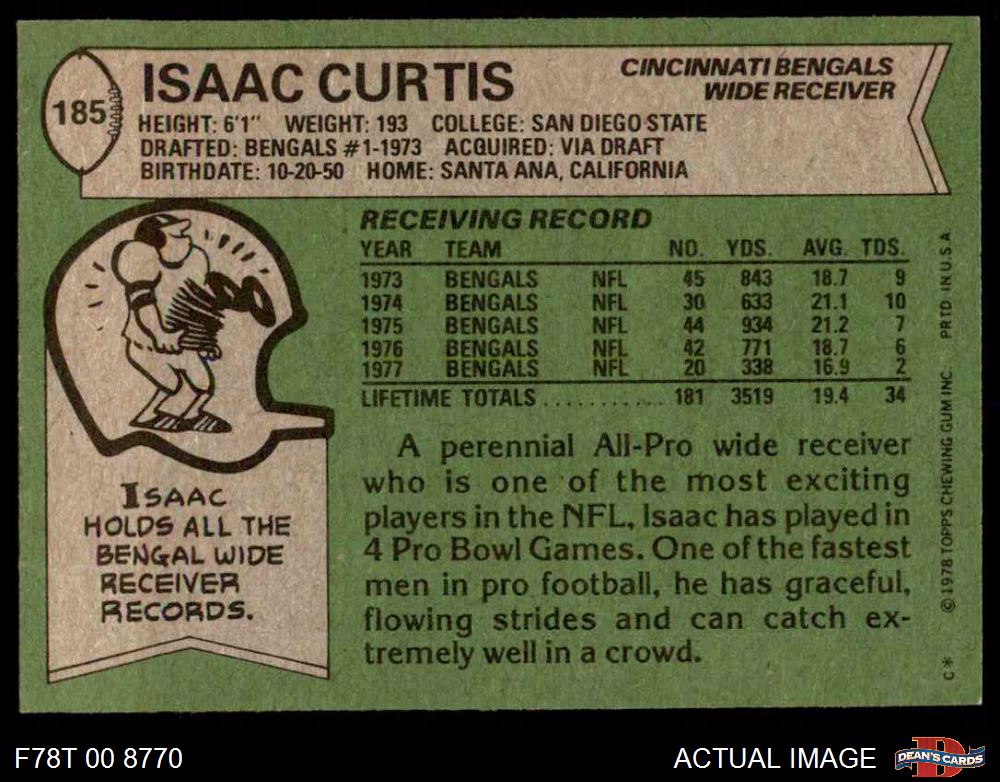 185
ISAAC CURTIS
CINCINNATI BENGALS
WIDE RECEIVER
HEIGHT: 6'1" WEIGHT: 193 COLLEGE: SAN DIEGO STATE
DRAFTED: BENGALS #1-1973 ACQUIRED: VIA DRAFT
BIRTHDATE: 10-20-50 HOME: SANTA ANA, CALIFORNIA
RECEIVING RECORD
YEAR TEAM NO. YDS. AVG. TDS.
1973 BENGALS NFL 45 843 18.7 9
1974 BENGALS NFL 30 633 21.1 10
1975 BENGALS NFL 44 934 21.2 7
1976 BENGALS NFL 42 771 18.7 6
1977 BENGALS NFL 20 338 16.9 2
LIFETIME TOTALS........... 181 3519 19.4 34
ISAAC
HOLDS ALL THE
BENGAL WIDE
RECEIVER
RECORDS.
A perennial All-Pro wide receiver
who is one of the most exciting
players in the NFL, Isaac has played in
4 Pro Bowl Games. One of the fastest
men in pro football, he has graceful,
flowing strides and can catch ex-
tremely well in a crowd.
C* © 1978 TOPPS CHEWING GUM INC. PRTD. IN U.S.A.
F78T 00 8770
ACTUAL IMAGE
D
DEAN'S CARDS